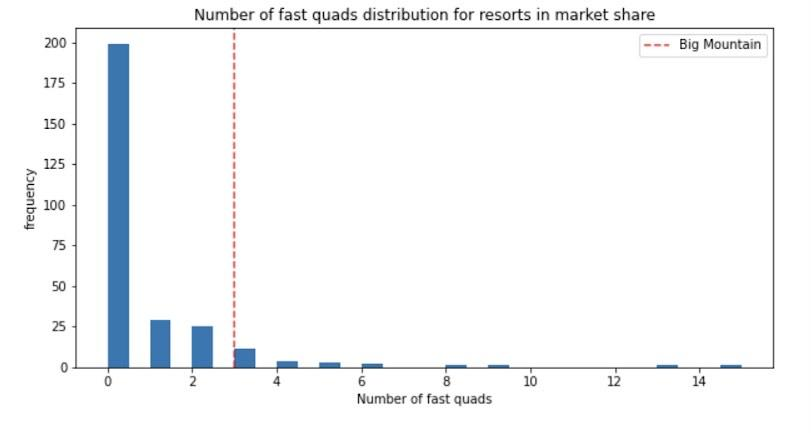 Number of fast quads distribution for resorts in market share
Big Mountain
200
175
150
125
100
75
50
25
0
frequency
0 2 4 6 8 10 12 14
Number of fast quads